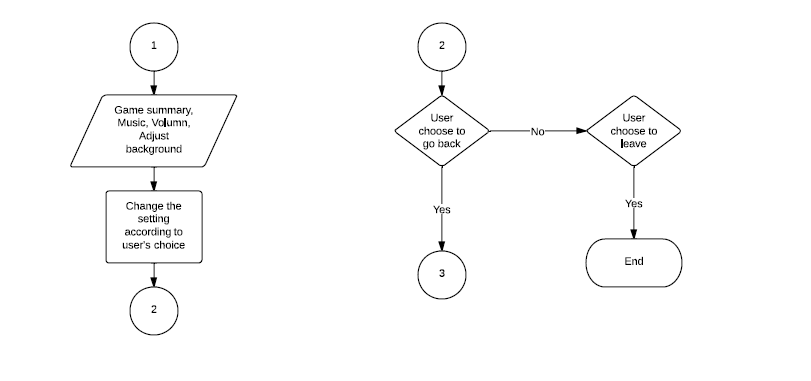 1
Game summary,
Music, Volumn,
Adjust
background
Change the
setting
according to
user's choice
2
2
User
choose to
go back
No
User
choose to
leave
Yes
Yes
3
End